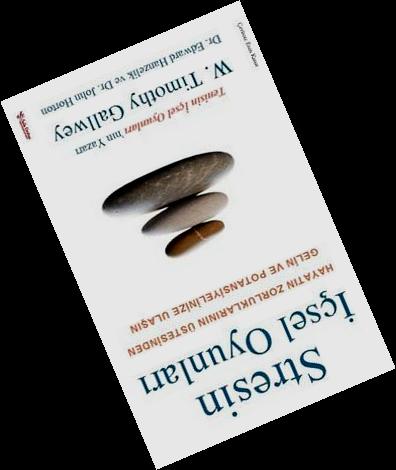 Stresin
İçsel Oyunları
HAYATIN ZORLUKLARININ ÜSTESİNDEN
GELİN VE POTANSİYELİNİZE ULAŞIN
Tenisin İçsel Oyunları'nın Yazarı
W. Timothy Gallwey
Dr. Edward Hanzelik ve Dr. John Horton